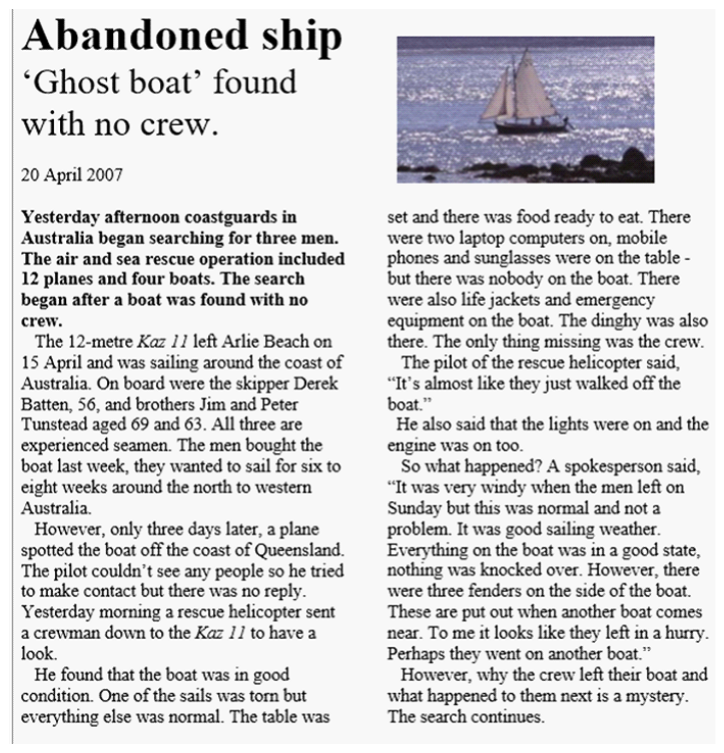 Abandoned ship
‘Ghost boat’ found
with no crew.
20 April 2007
Yesterday afternoon coastguards in
Australia began searching for three men.
The air and sea rescue operation included
12 planes and four boats. The search
began after a boat was found with no
crew.
The 12-metre Kaz 11 left Arlie Beach on
15 April and was sailing around the coast of
Australia. On board were the skipper Derek
Batten, 56, and brothers Jim and Peter
Tunstead aged 69 and 63. All three are
experienced seamen. The men bought the
boat last week, they wanted to sail for six to
eight weeks around the north to western
Australia.
However, only three days later, a plane
spotted the boat off the coast of Queensland.
The pilot couldn’t see any people so he tried
to make contact but there was no reply.
Yesterday morning a rescue helicopter sent
a crewman down to the Kaz 11 to have a
look.
He found that the boat was in good
condition. One of the sails was torn but
everything else was normal. The table was
set and there was food ready to eat. There
were two laptop computers on, mobile
phones and sunglasses were on the table -
but there was nobody on the boat. There
were also life jackets and emergency
equipment on the boat. The dinghy was also
there. The only thing missing was the crew.
The pilot of the rescue helicopter said,
“It’s almost like they just walked off the
boat.”
He also said that the lights were on and the
engine was on too.
So what happened? A spokesperson said,
“It was very windy when the men left on
Sunday but this was normal and not a
problem. It was good sailing weather.
Everything on the boat was in a good state,
nothing was knocked over. However, there
were three fenders on the side of the boat.
These are put out when another boat comes
near. To me it looks like they left in a hurry.
Perhaps they went on another boat.”
However, why the crew left their boat and
what happened to them next is a mystery.
The search continues.